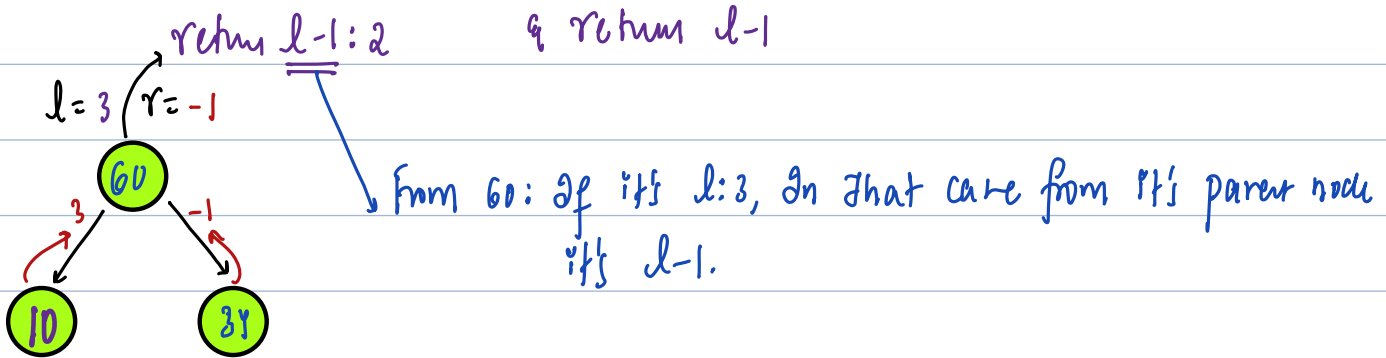 return l-1: 2 & return l-1
l= 3 r= -1
60
3 -1
From 60: If it's l:3, In that case from it's parent node
it's l-1.
10 34